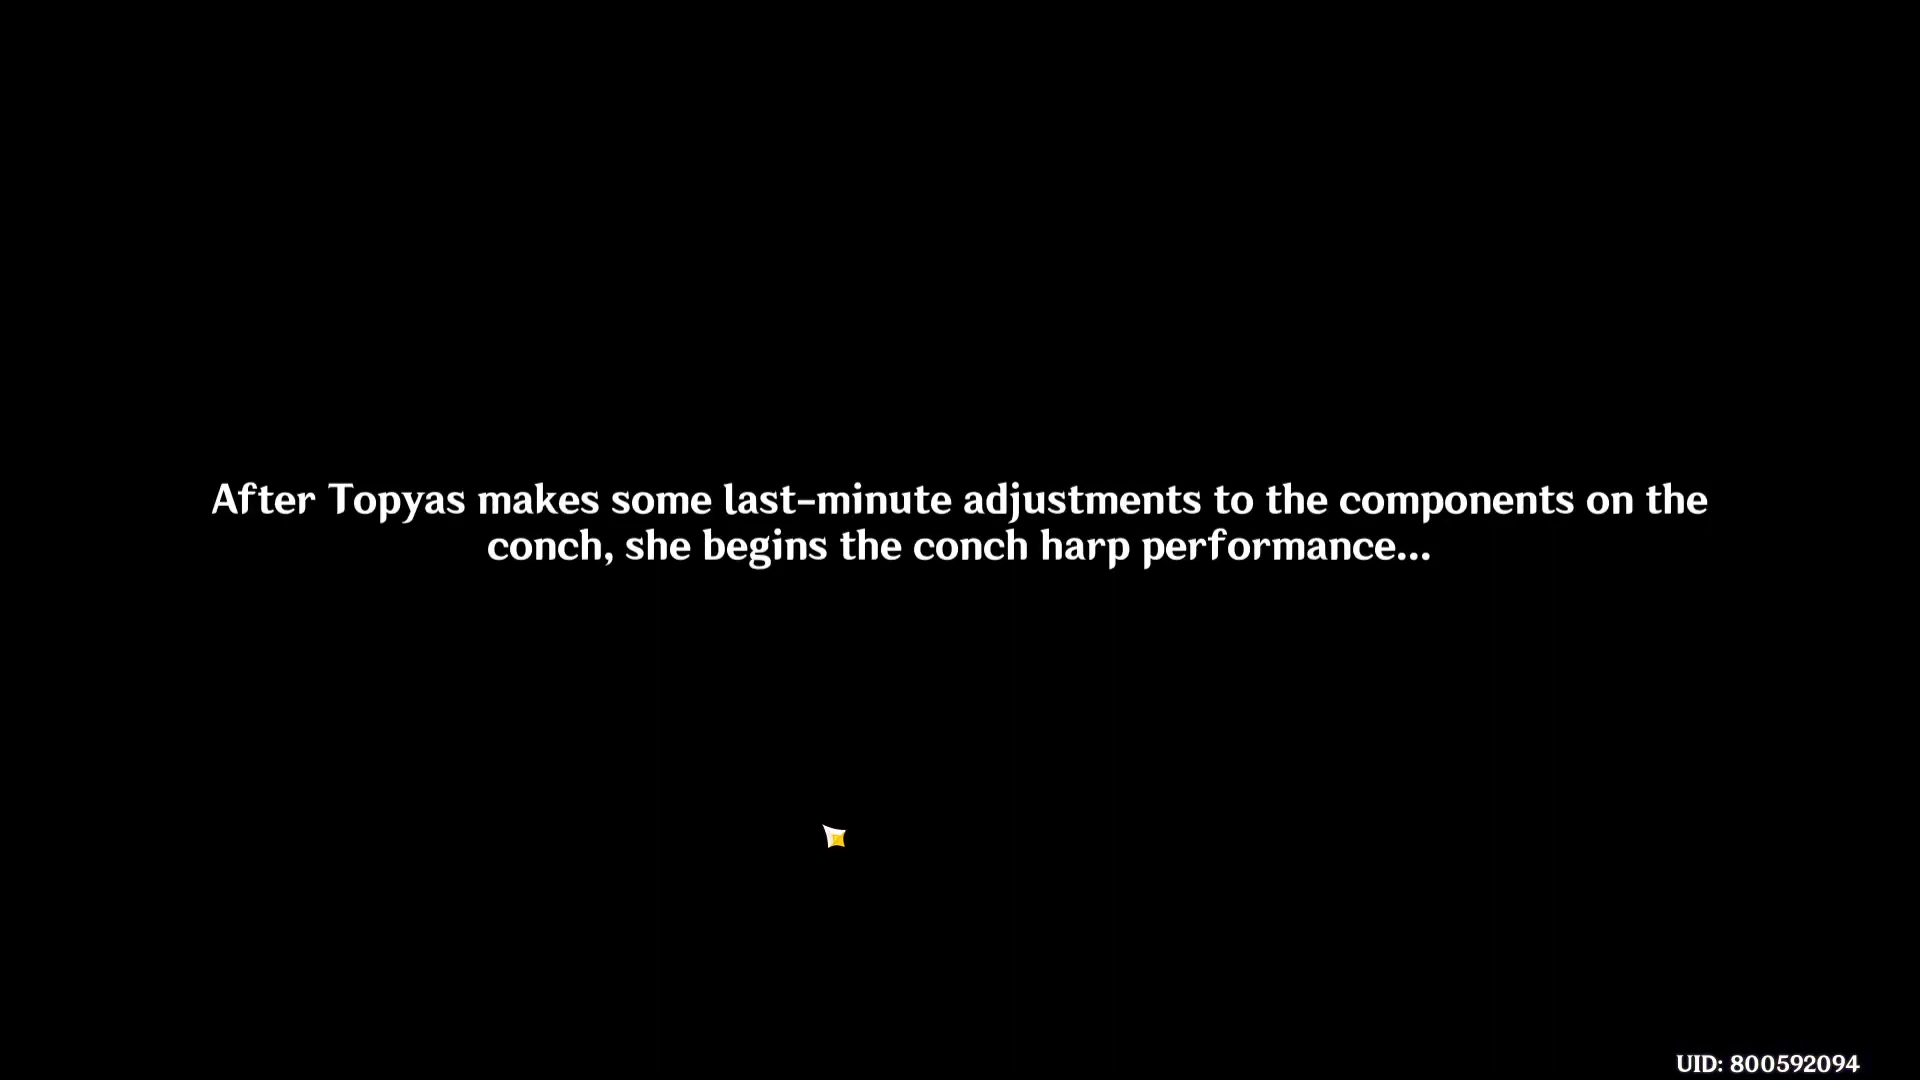 After Topyas makes some last-minute adjustments to the components on the
conch, she begins the conch harp performance...
UID: 800592094